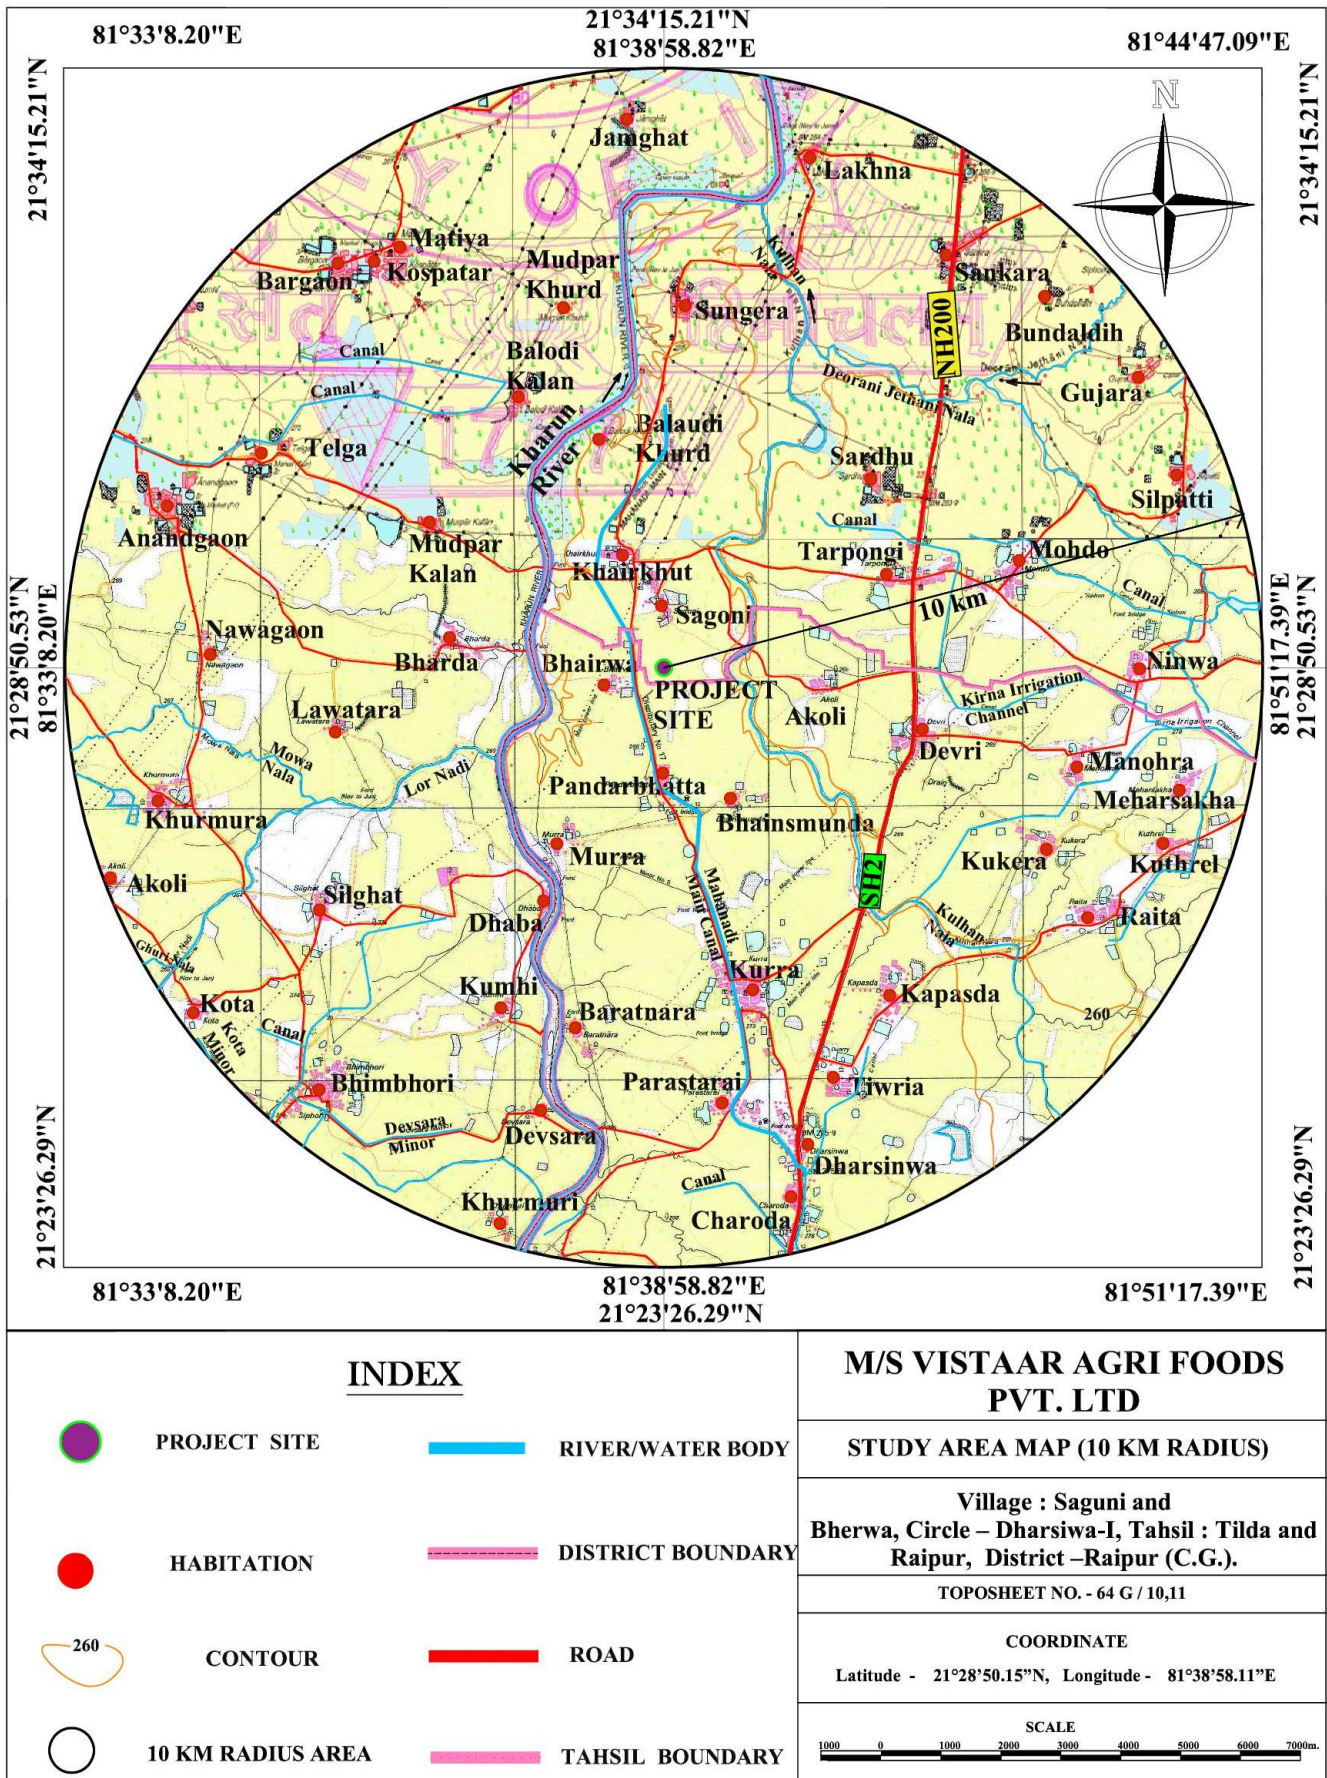 21°34'15.21"N
81°33'8.20"E
81°38'58.82"E
81°44'47.09"E
21°34'15.21"N
21°34'15.21"N
N
Jamghat
Lakhna
Matiya
Kospatar
Bargaon
Mudpar
Khurd
Kulhan
Nala
Sankara
Sungera
NH200
Bundaldih
KHARUN RIVER
Canal
Balodi
Kalan
Deorani Jethani Nala
Gujara
Canal
Telga
Kharun
River
Balaudi
Khurd
Sardhu
Silpatti
Anandgaon
Mudpar
Kalan
Canal
Tarpongi
Mohdo
Khairkhut
Canal
10 km
Sagoni
Nawagaon
Bharda
Bhairwa
PROJECT
SITE
Akoli
Kirna Irrigation
Channel
Ninwa
21°28'50.53"N
81°33'8.20"E
81°51'17.39"E
21°28'50.53"N
Lawatara
Mowa
Nala
Lor Nadi
Devri
Manohra
Meharsakha
Pandarbhatta
Bhainsmunda
Khurmura
Murra
Kukera
Kuthrel
Akoli
Silghat
SH2
Dhaba
Mahanadi
Main Canal
Kulhan
Nala
Raita
Ghuri Nala
Kurra
Kota
Kumhi
Kapasda
Baratnara
260
Canal
Kota
Minor
Bhimbhori
Parastarai
Tiwria
Devsara
Minor
Devsara
Dharsinwa
Khurmuri
Canal
Charoda
21°23'26.29"N
21°23'26.29"N
81°33'8.20"E
81°38'58.82"E
81°51'17.39"E
21°23'26.29"N
INDEX
PROJECT SITE
RIVER/WATER BODY
HABITATION
DISTRICT BOUNDARY
260
CONTOUR
ROAD
10 KM RADIUS AREA
TAHSIL BOUNDARY
M/S VISTAAR AGRI FOODS
PVT. LTD
STUDY AREA MAP (10 KM RADIUS)
Village : Saguni and
Bherwa, Circle – Dharsiwa-I, Tahsil : Tilda and
Raipur, District –Raipur (C.G.).
TOPOSHEET NO. - 64 G / 10,11
COORDINATE
Latitude - 21°28’50.15”N, Longitude - 81°38’58.11”E
SCALE
1000 0 1000 2000 3000 4000 5000 6000 7000m.